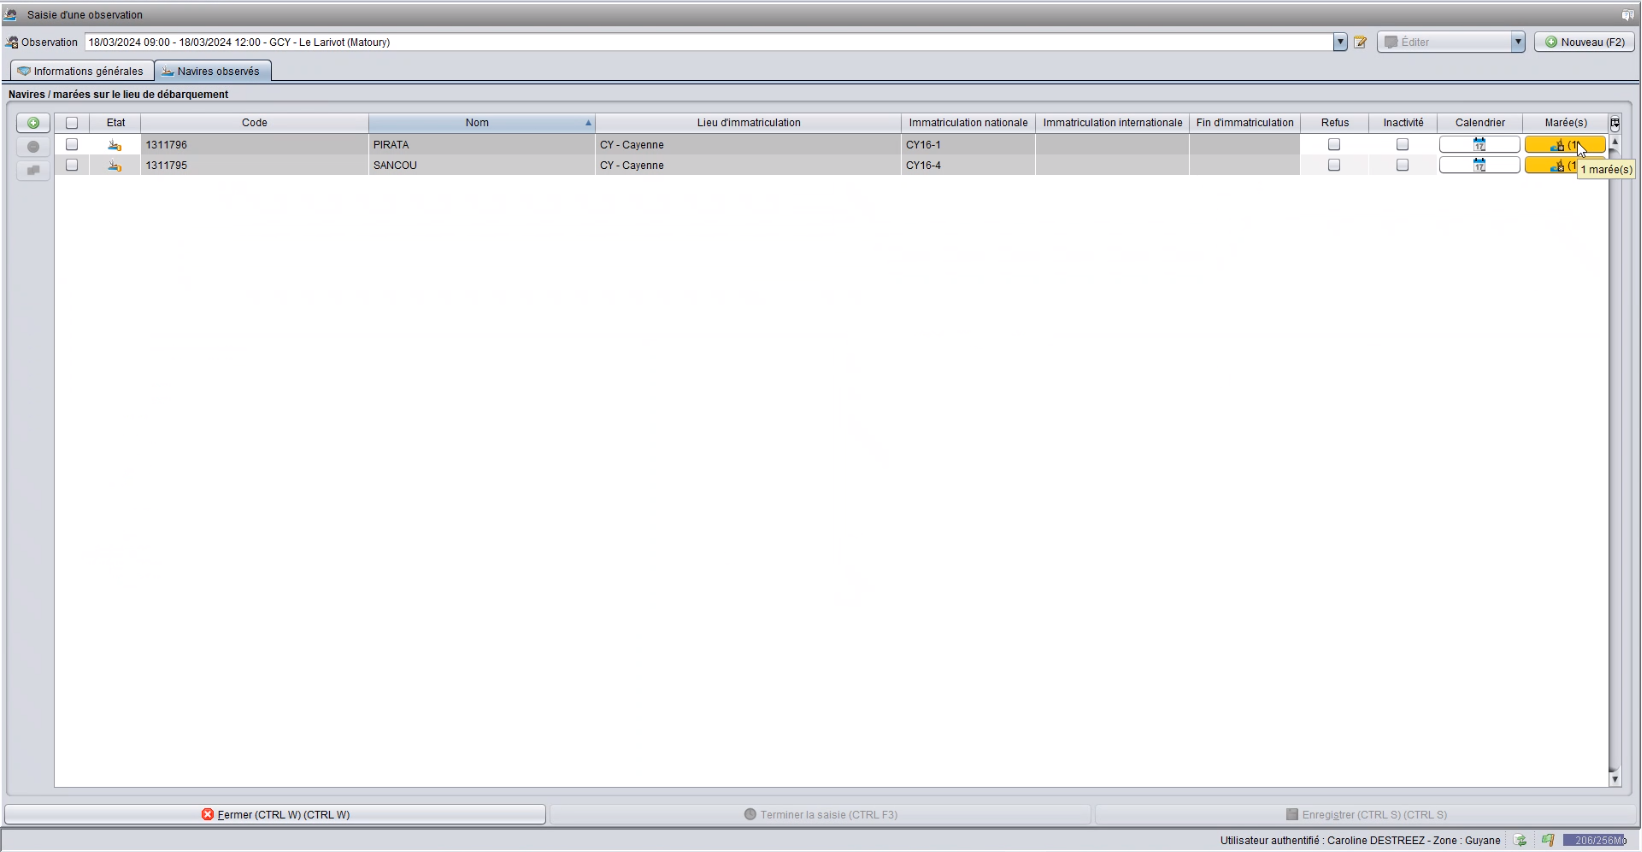 Saisie d'une observation
Observation 18/03/2024 09:00 - 18/03/2024 12:00 - GCY - Le Larivot (Matoury) Éditer Nouveau (F2)
Informations générales Navires observés
Navires / marées sur le lieu de débarquement
Etat Code Nom Lieu d'immatriculation Immatriculation nationale Immatriculation internationale Fin d'immatriculation Refus Inactivité Calendrier Marée(s)
1311796 PIRATA CY - Cayenne CY16-1 17 (1
1311795 SANCOU CY - Cayenne CY16-4 17 (1
1 marée(s)
Fermer (CTRL W) (CTRL W) Terminer la saisie (CTRL F3) Enregistrer (CTRL S) (CTRL S)
Utilisateur authentifié : Caroline DESTREEZ - Zone : Guyane 206/256Mo